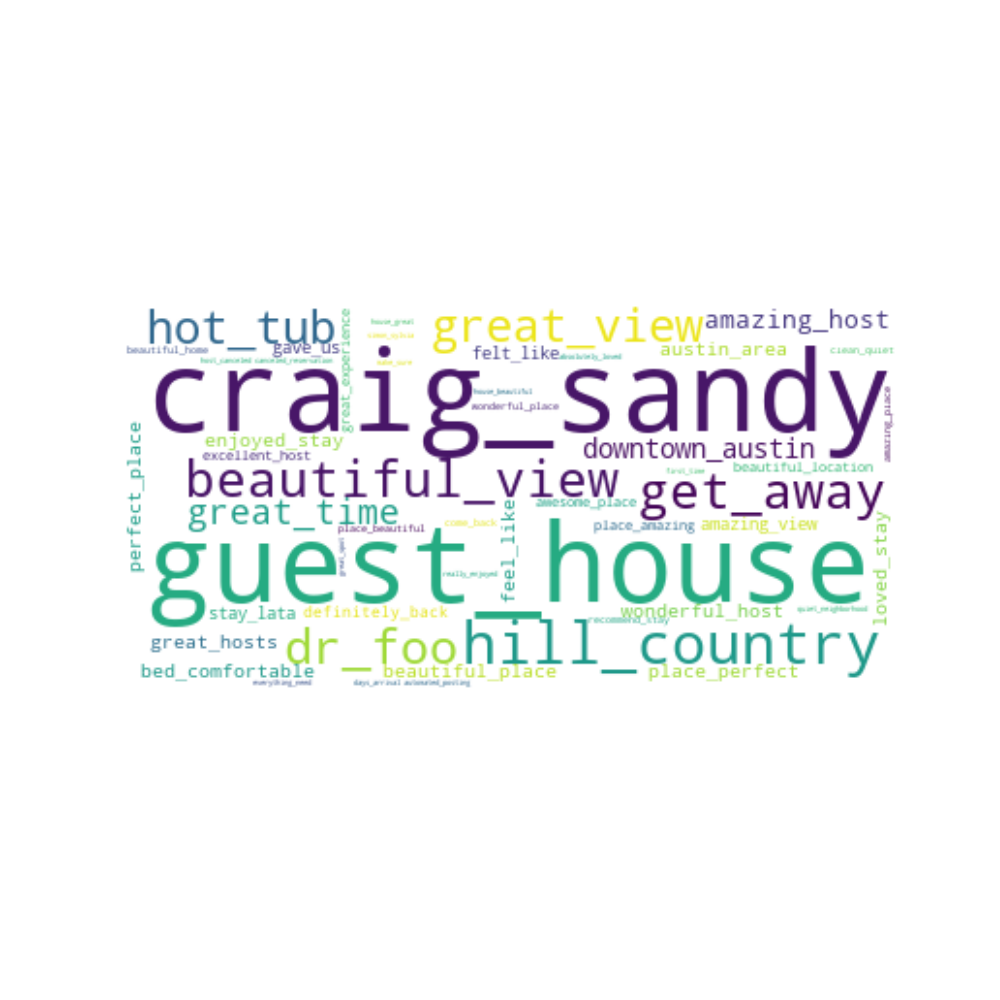 hot_tub
great_experience
house_great
great_view
amazing_host
beautiful_home
gave_us
felt_like
absolutely_loved
austin_area
clean_quiet
host_canceled canceled_reservation
craig_sandy
house_beautiful
wonderful_place
amazing_place
enjoyed_stay
excellent_host
downtown_austin
perfect_place
beautiful_view
first_time
beautiful_location
get_away
great_time
awesome_place
place_beautiful
come_back
feel_like
place_amazing
amazing_view
loved_stay
guest_house
great_spot
really_enjoyed
stay_lata
definitely_back
wonderful_host
quiet_neighborhood
recommend_stay
great_hosts
dr_foo
hill_country
bed_comfortable
beautiful_place
place_perfect
everything_need
days_arrival automated_posting